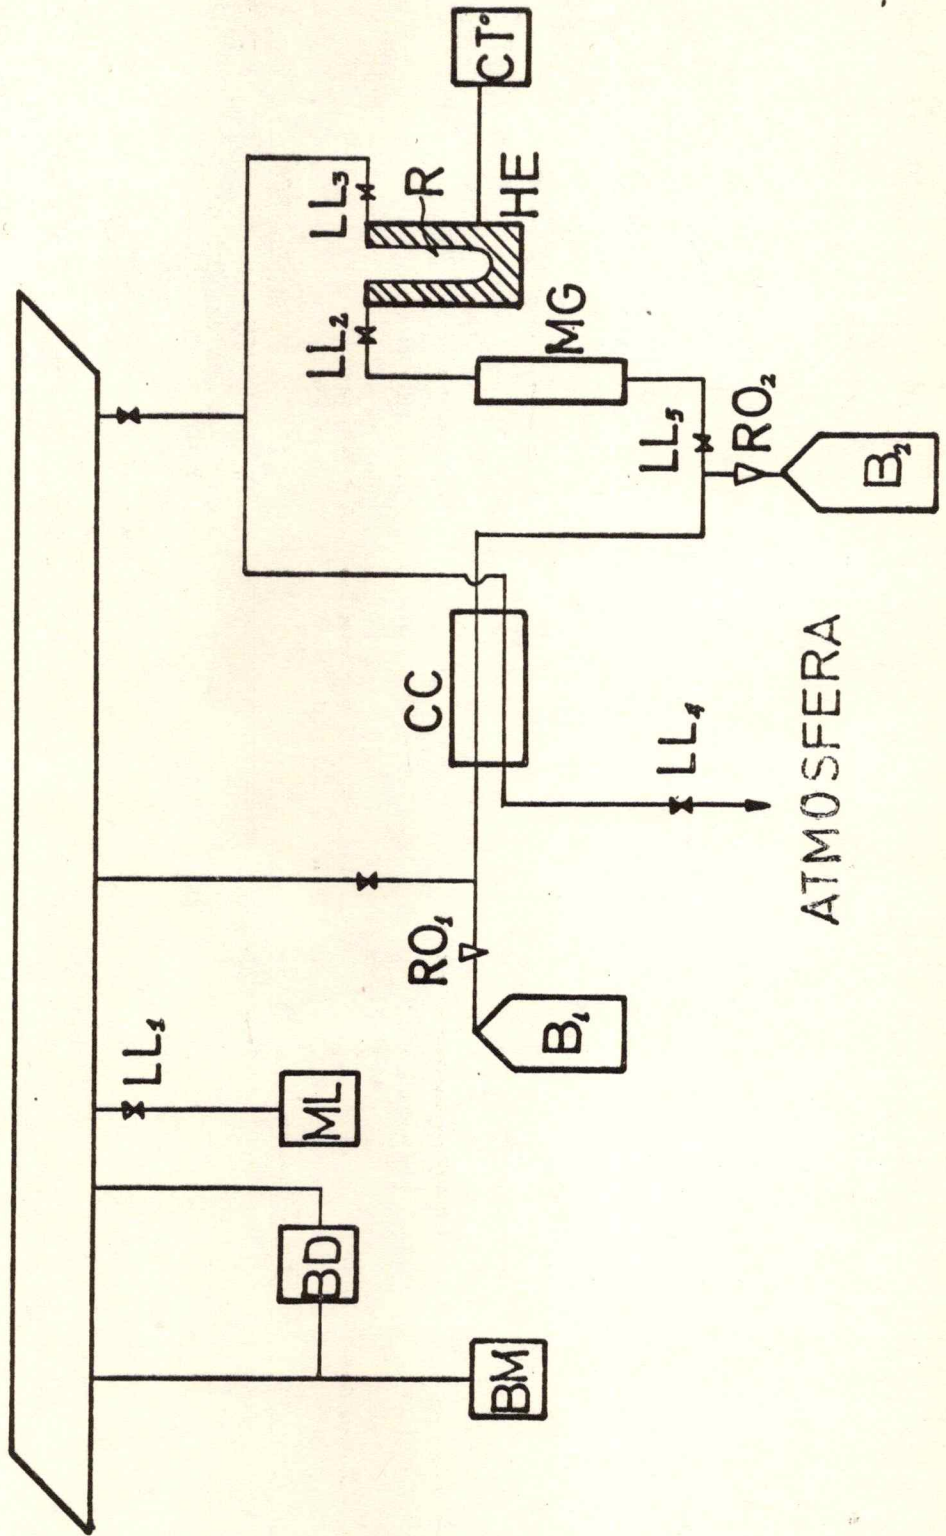 BM
BD
ML
LL₁
B₁
RO₁
CC
LL₄
ATMOSFERA
LL₂
LL₃
R
HE
CT°
MG
LL₅
RO₂
B₂